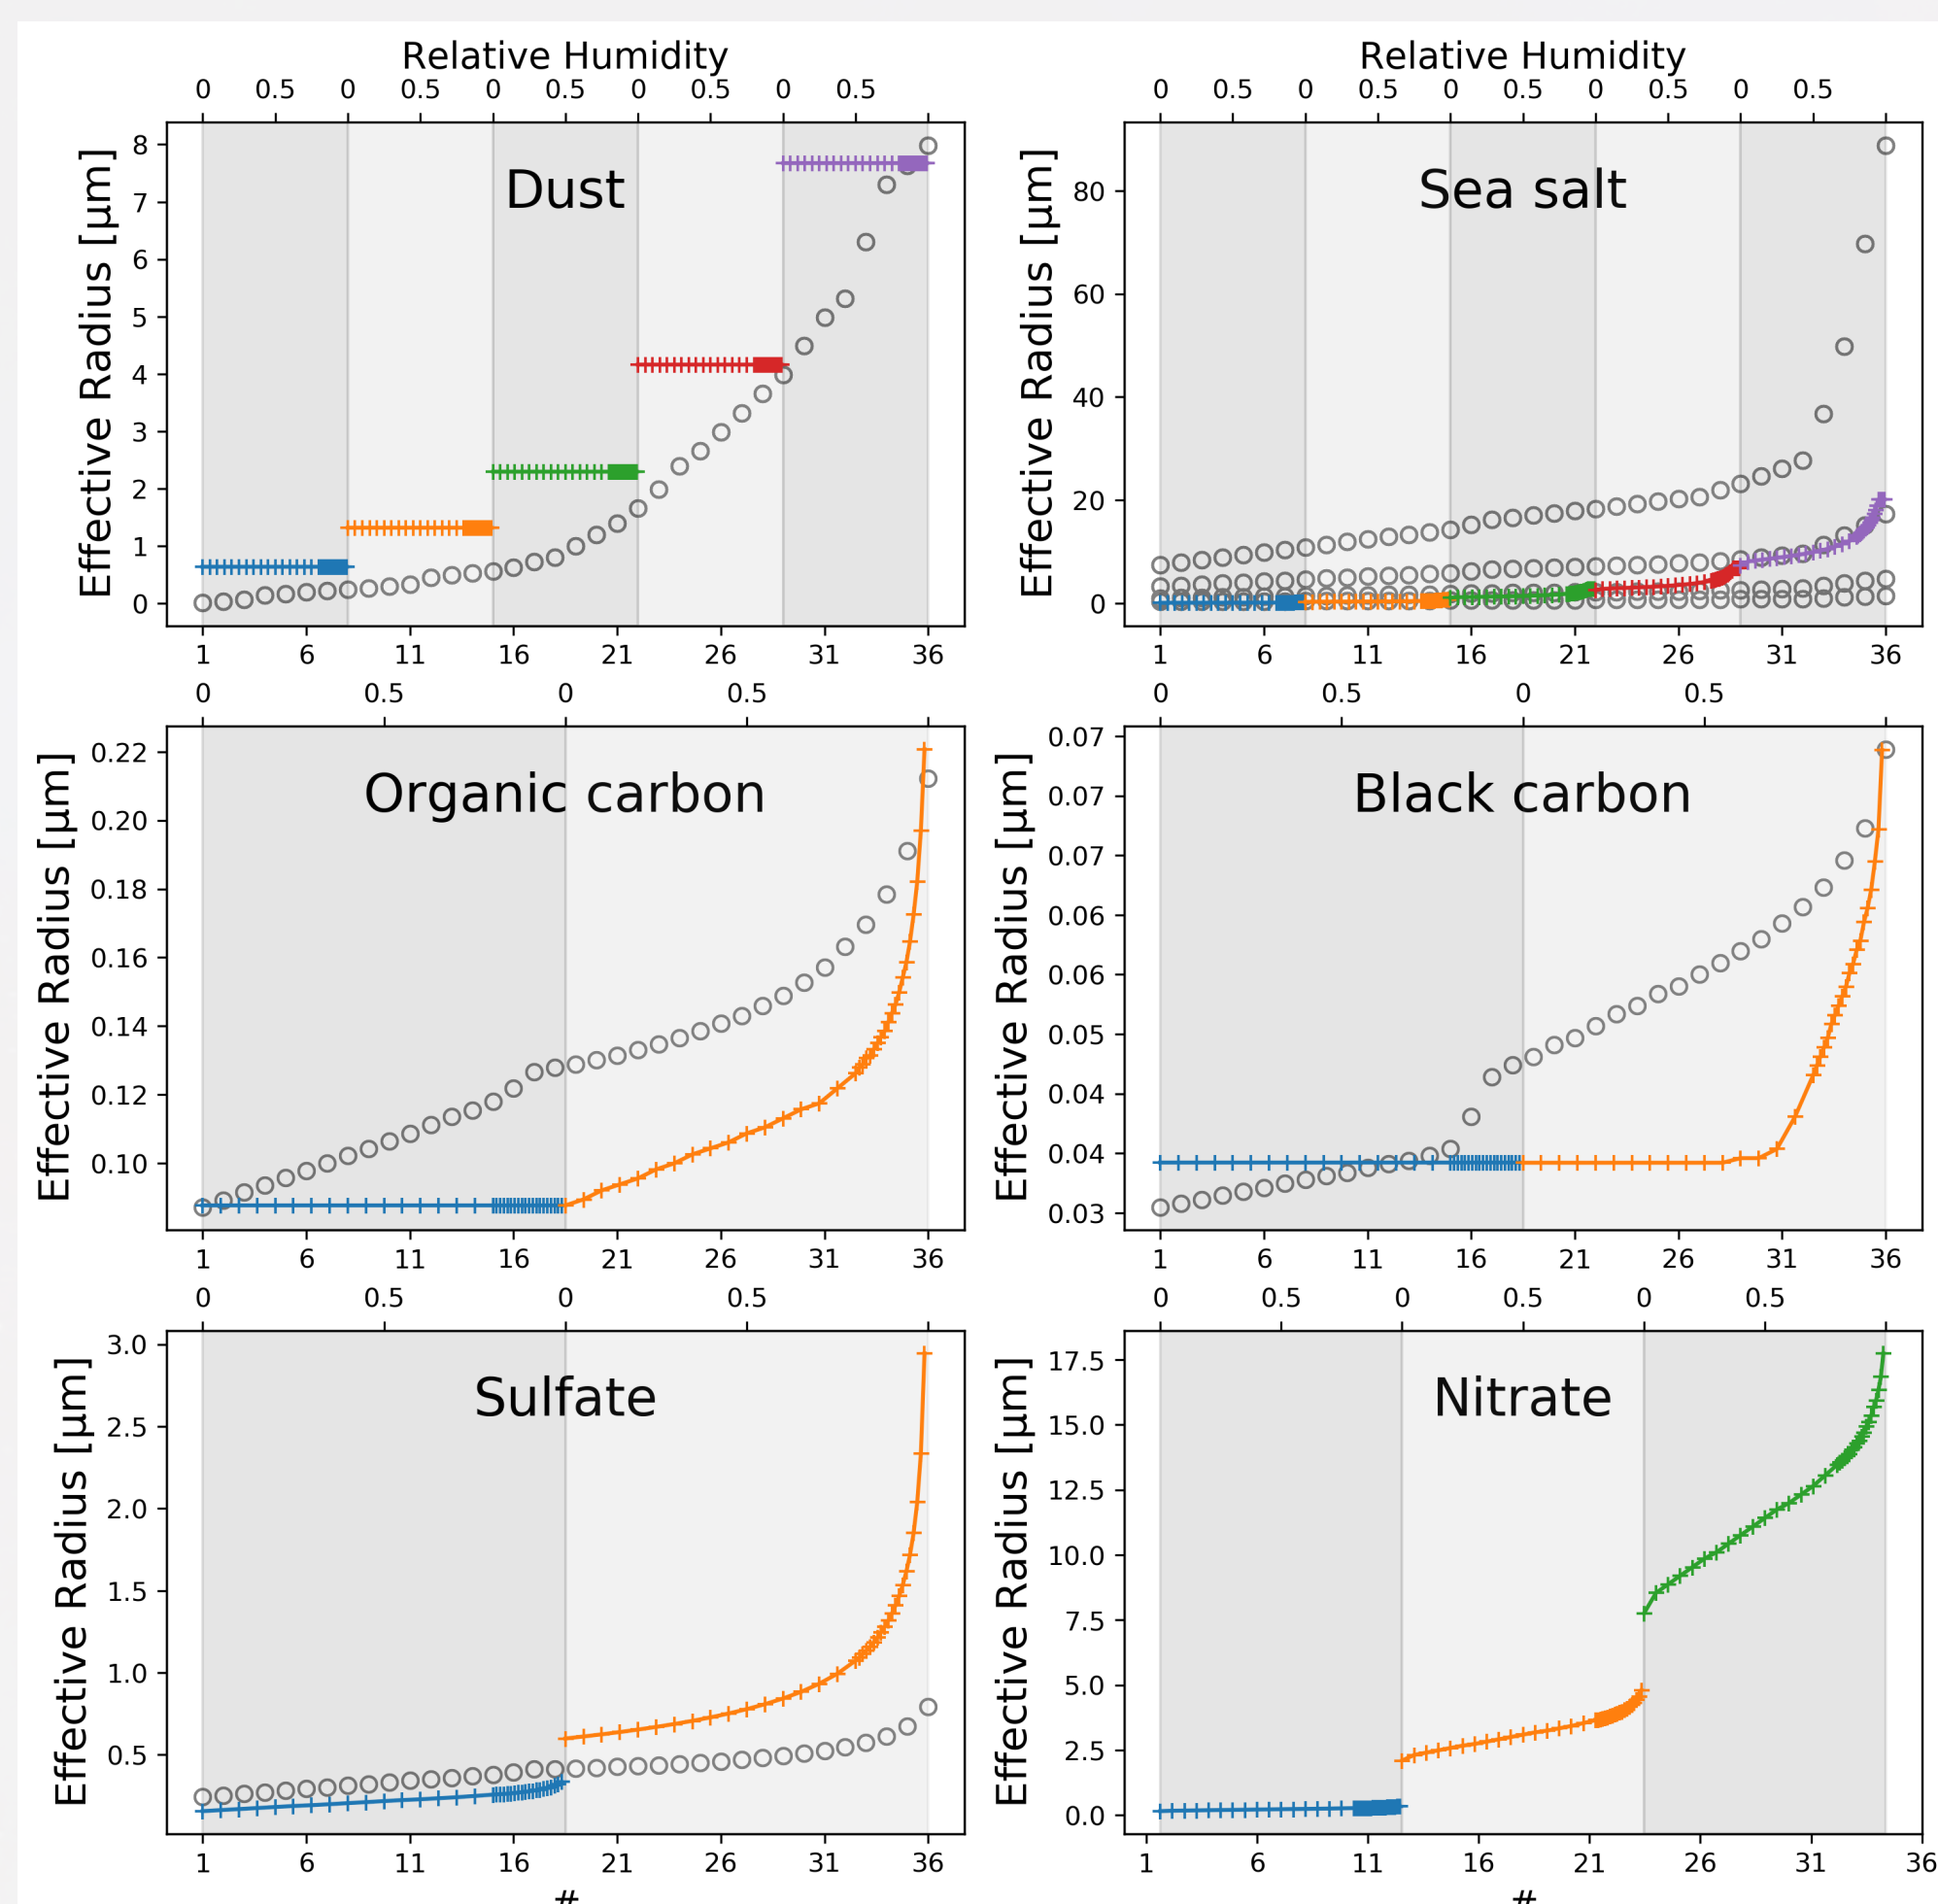 Relative Humidity
0 0.5 0 0.5 0 0.5 0 0.5 0 0.5
Effective Radius [μm]
Dust
8
7
6
5
4
3
2
1
0
1 6 11 16 21 26 31 36
Relative Humidity
0 0.5 0 0.5 0 0.5 0 0.5 0 0.5
Effective Radius [μm]
Sea salt
80
60
40
20
0
1 6 11 16 21 26 31 36
0 0.5 0 0.5
Effective Radius [μm]
Organic carbon
0.22
0.20
0.18
0.16
0.14
0.12
0.10
1 6 11 16 21 26 31 36
0 0.5 0 0.5
Effective Radius [μm]
Black carbon
0.07
0.07
0.07
0.06
0.06
0.05
0.04
0.04
0.03
1 6 11 16 21 26 31 36
0 0.5 0 0.5
Effective Radius [μm]
Sulfate
3.0
2.5
2.0
1.5
1.0
0.5
1 6 11 16 21 26 31 36
#
0 0.5 0 0.5 0 0.5
Effective Radius [μm]
Nitrate
17.5
15.0
12.5
10.0
7.5
5.0
2.5
0.0
1 6 11 16 21 26 31 36
#